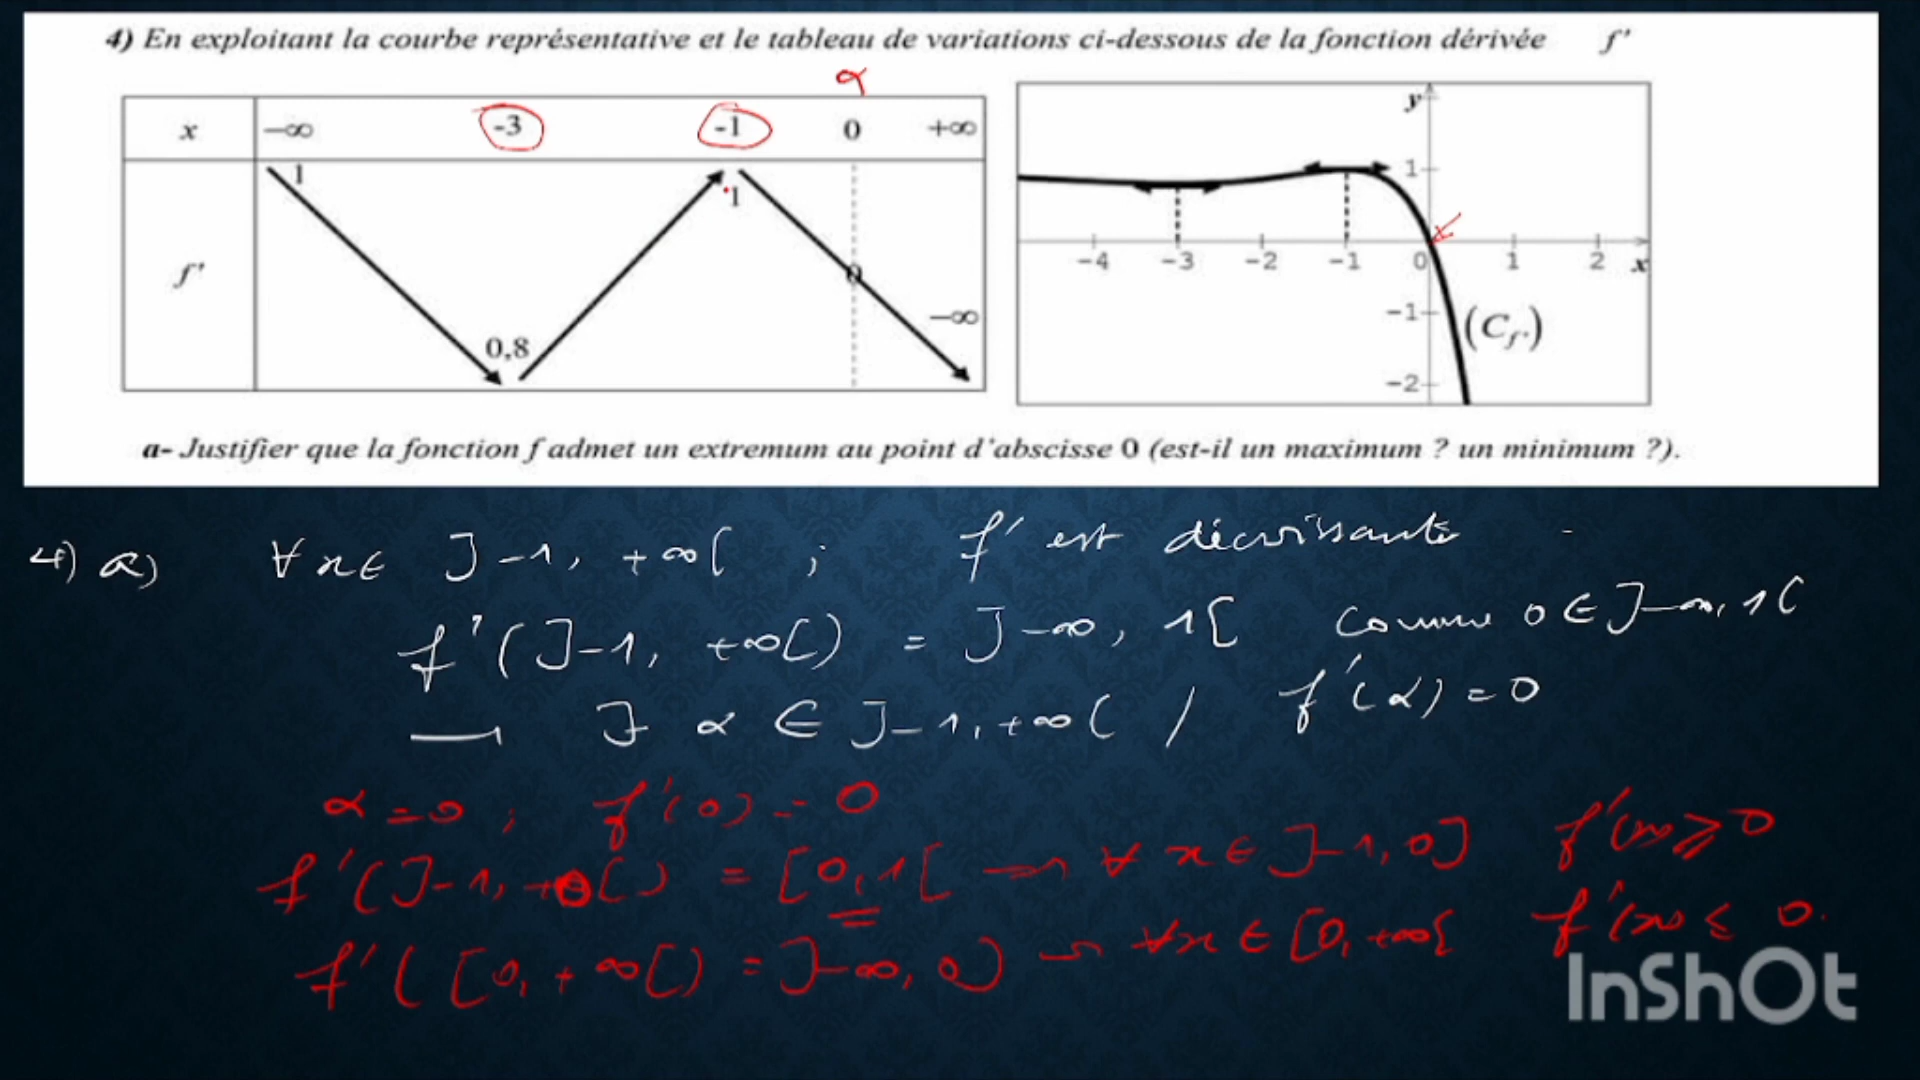 4) En exploitant la courbe représentative et le tableau de variations ci-dessous de la fonction dérivée f'
α
x −∞ -3 -1 0 +∞
f' 1 0,8 1 0 −∞
y
1
-4 -3 -2 -1 0 1 2 x
-1
(C_f')
-2
a- Justifier que la fonction f admet un extremum au point d'abscisse 0 (est-il un maximum ? un minimum ?).
4) a) ∀x∈ ]-1, +∞[ ; f' est décroissante
f'(]-1, +∞[) = ]-∞, 1[ comme 0 ∈ ]-∞, 1[
→ ∃ α ∈ ]-1, +∞[ / f'(α) = 0
α = 0 ; f'(0) = 0
f'(]-1, 0]) = [0, 1[ → ∀ x ∈ ]-1, 0] f'(x) ≥ 0
f'([0, +∞[) = ]-∞, 0] → ∀x ∈ [0, +∞[ f'(x) ≤ 0.
InShOt